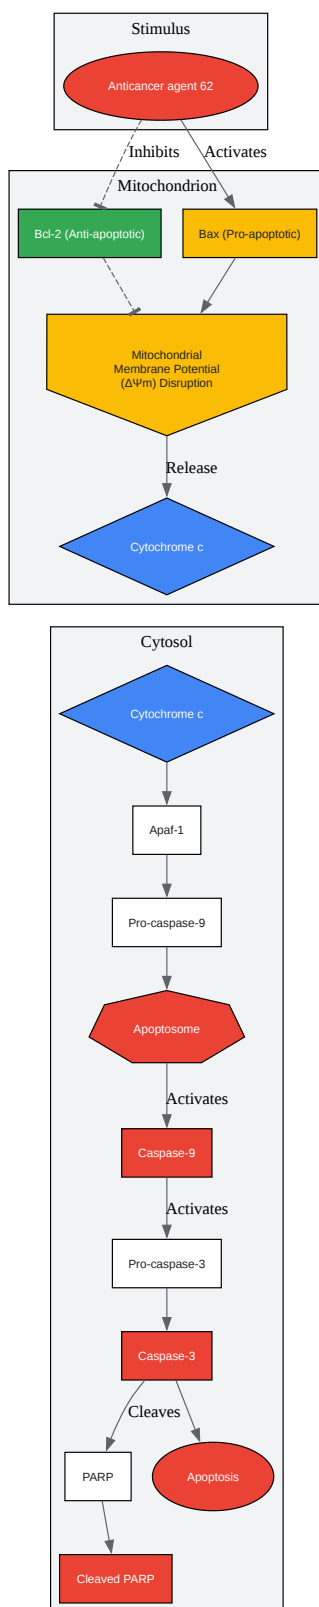 Stimulus
Anticancer agent 62
Inhibits
Activates
Mitochondrion
Bcl-2 (Anti-apoptotic)
Bax (Pro-apoptotic)
Mitochondrial
Membrane Potential
(ΔΨm) Disruption
Release
Cytochrome c
Cytosol
Cytochrome c
Apaf-1
Pro-caspase-9
Apoptosome
Activates
Caspase-9
Activates
Pro-caspase-3
Caspase-3
Cleaves
PARP
Apoptosis
Cleaved PARP